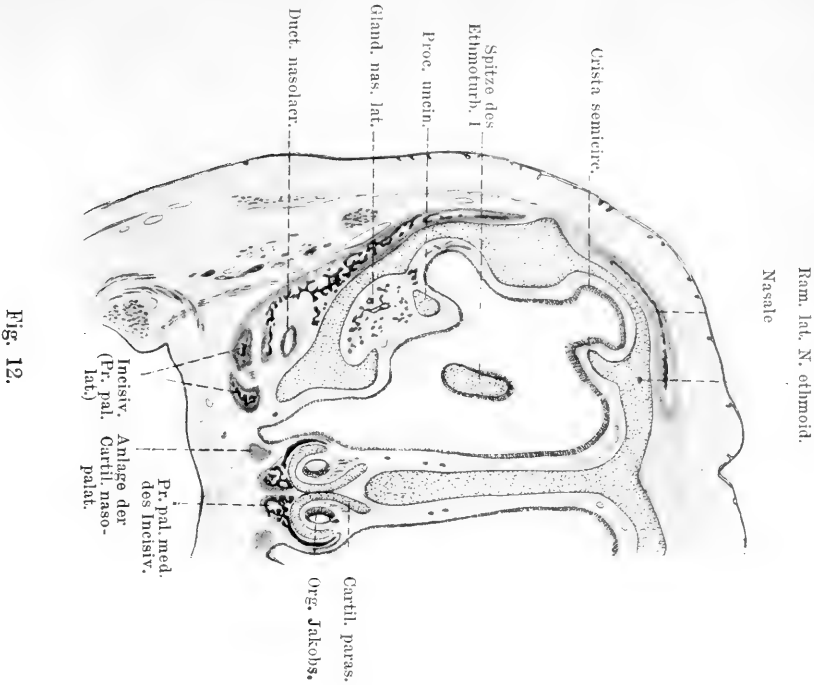 Ram. lat. N. ethmoid.
Nasale
Crista semicirc.
Spitze des
Ethmoturb. I
Proc. uncin.
Gland. nas. lat.
Duct. nasolacr.
Cartil. paras.
Org. Jakobs.
Pr. pal. med.
des Incisiv.
Anlage der
Cartil. naso-
palat.
Incisiv.
(Pr. pal.
lat.)
Fig. 12.